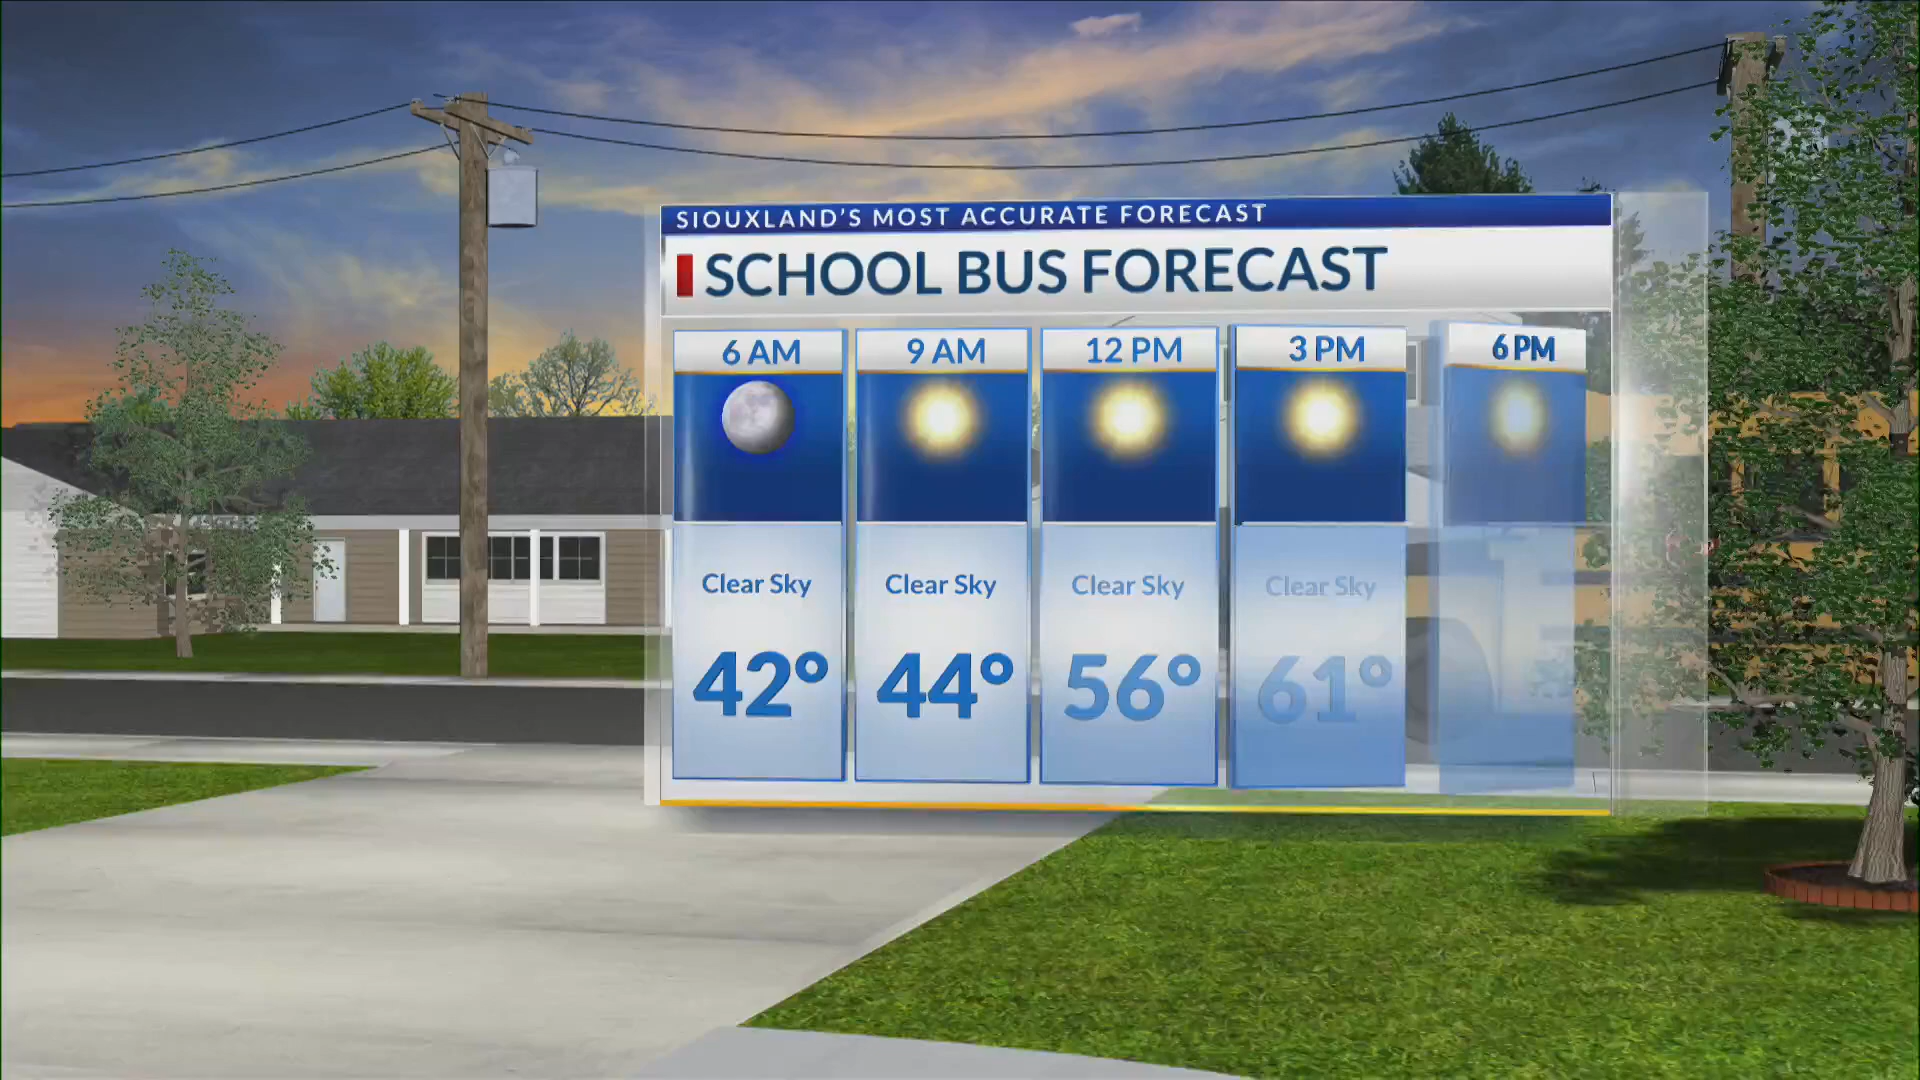 SIOUXLAND'S MOST ACCURATE FORECAST
SCHOOL BUS FORECAST
6 AM
9 AM
12 PM
3 PM
6 PM
Clear Sky
Clear Sky
Clear Sky
Clear Sky
42°
44°
56°
61°